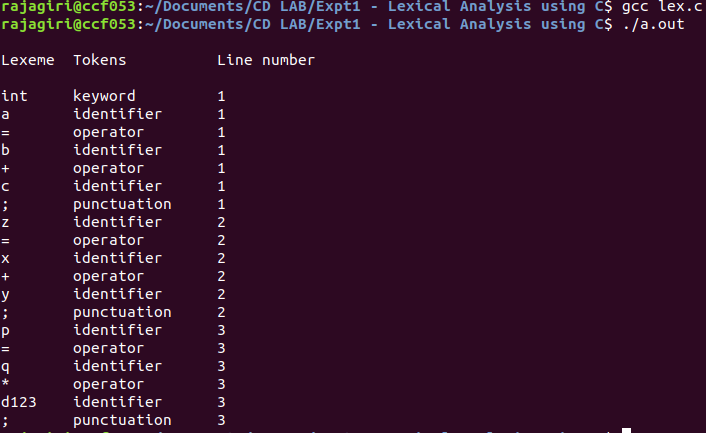 rajagiri@ccf053:~/Documents/CD LAB/Expt1 - Lexical Analysis using C$ gcc lex.c
rajagiri@ccf053:~/Documents/CD LAB/Expt1 - Lexical Analysis using C$ ./a.out
Lexeme Tokens Line number
int keyword 1
a identifier 1
= operator 1
b identifier 1
+ operator 1
c identifier 1
; punctuation 1
z identifier 2
= operator 2
x identifier 2
+ operator 2
y identifier 2
; punctuation 2
p identifier 3
= operator 3
q identifier 3
* operator 3
d123 identifier 3
; punctuation 3